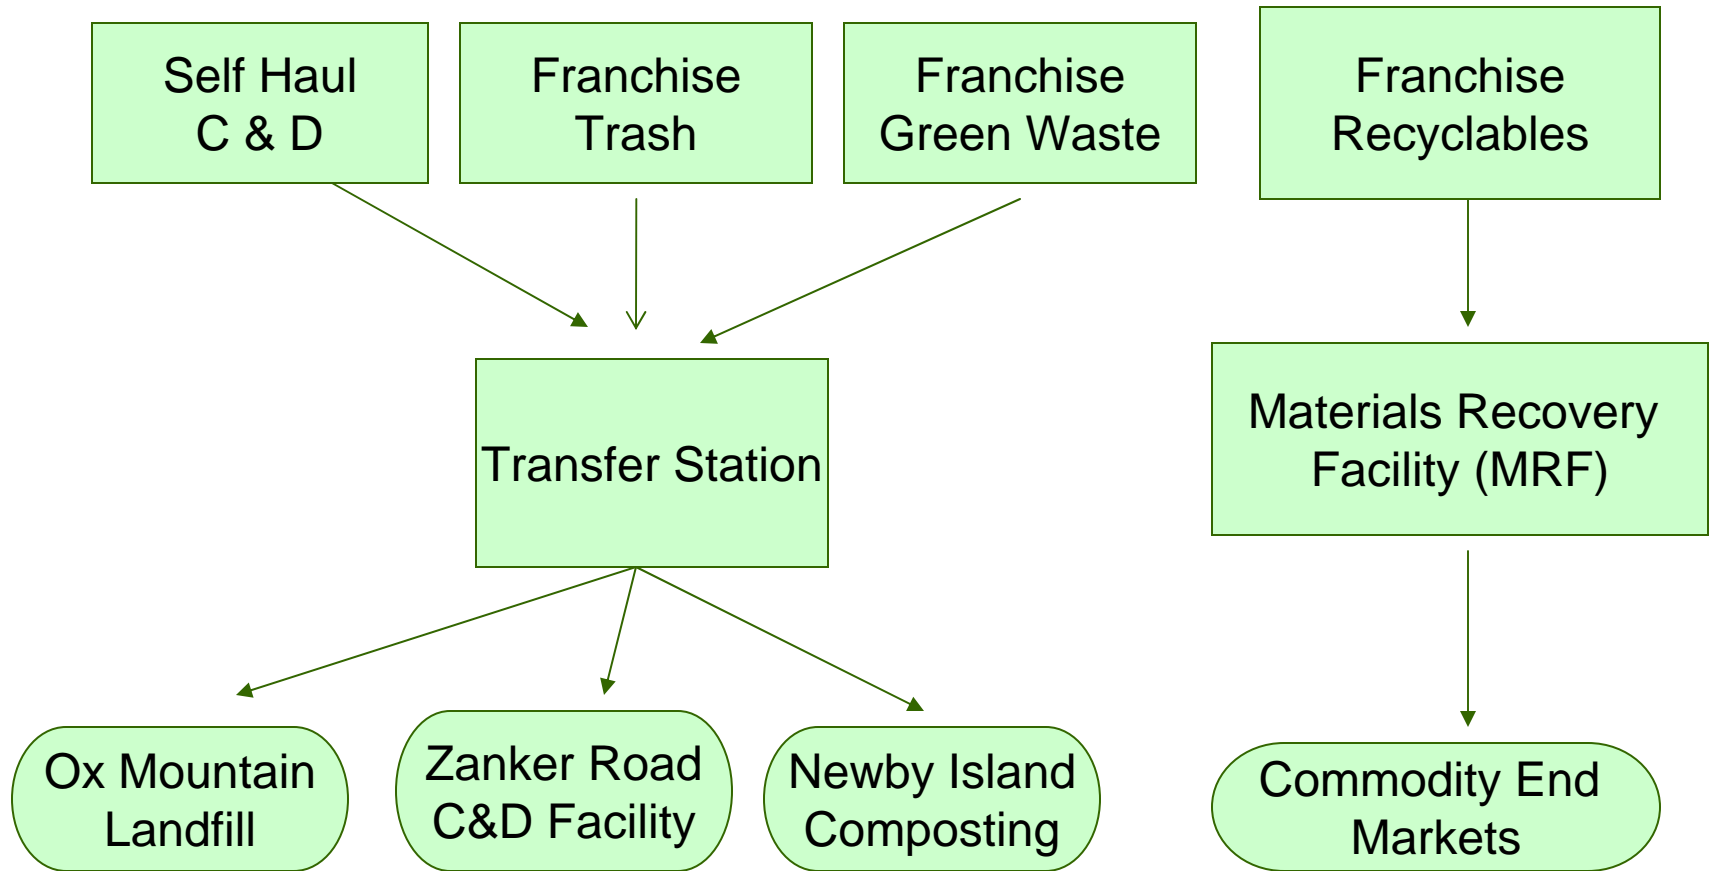 Self Haul
C & D
Franchise
Trash
Franchise
Green Waste
Franchise
Recyclables
Transfer Station
Materials Recovery
Facility (MRF)
Ox Mountain
Landfill
Zanker Road
C&D Facility
Newby Island
Composting
Commodity End
Markets